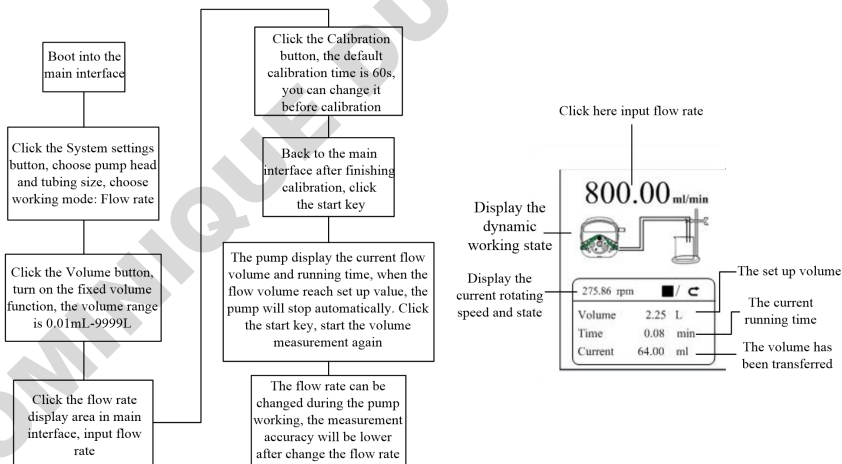 Boot into the
main interface
Click the System settings
button, choose pump head
and tubing size, choose
working mode: Flow rate
Click the Volume button,
turn on the fixed volume
function, the volume range
is 0.01mL-9999L
Click the flow rate
display area in main
interface, input flow
rate
Click the Calibration
button, the default
calibration time is 60s,
you can change it
before calibration
Back to the main
interface after finishing
calibration, click
the start key
The pump display the current flow
volume and running time, when the
flow volume reach set up value, the
pump will stop automatically. Click
the start key, start the volume
measurement again
The flow rate can be
changed during the pump
working, the measurement
accuracy will be lower
after change the flow rate
Click here input flow rate
800.00 ml/min
Display the
dynamic
working state
Display the
current rotating
speed and state
275.86 rpm /
Volume 2.25 L
Time 0.08 min
Current 64.00 ml
The set up volume
The current
running time
The volume has
been transferred
OMINIQUE DU